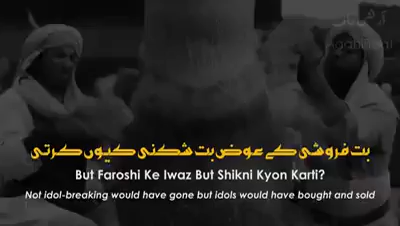 بت فروشی کے عوض بت شکنی کیوں کرتی
But Faroshi Ke Iwaz But Shikni Kyon Karti?
Not idol-breaking would have gone but idols would have bought and sold